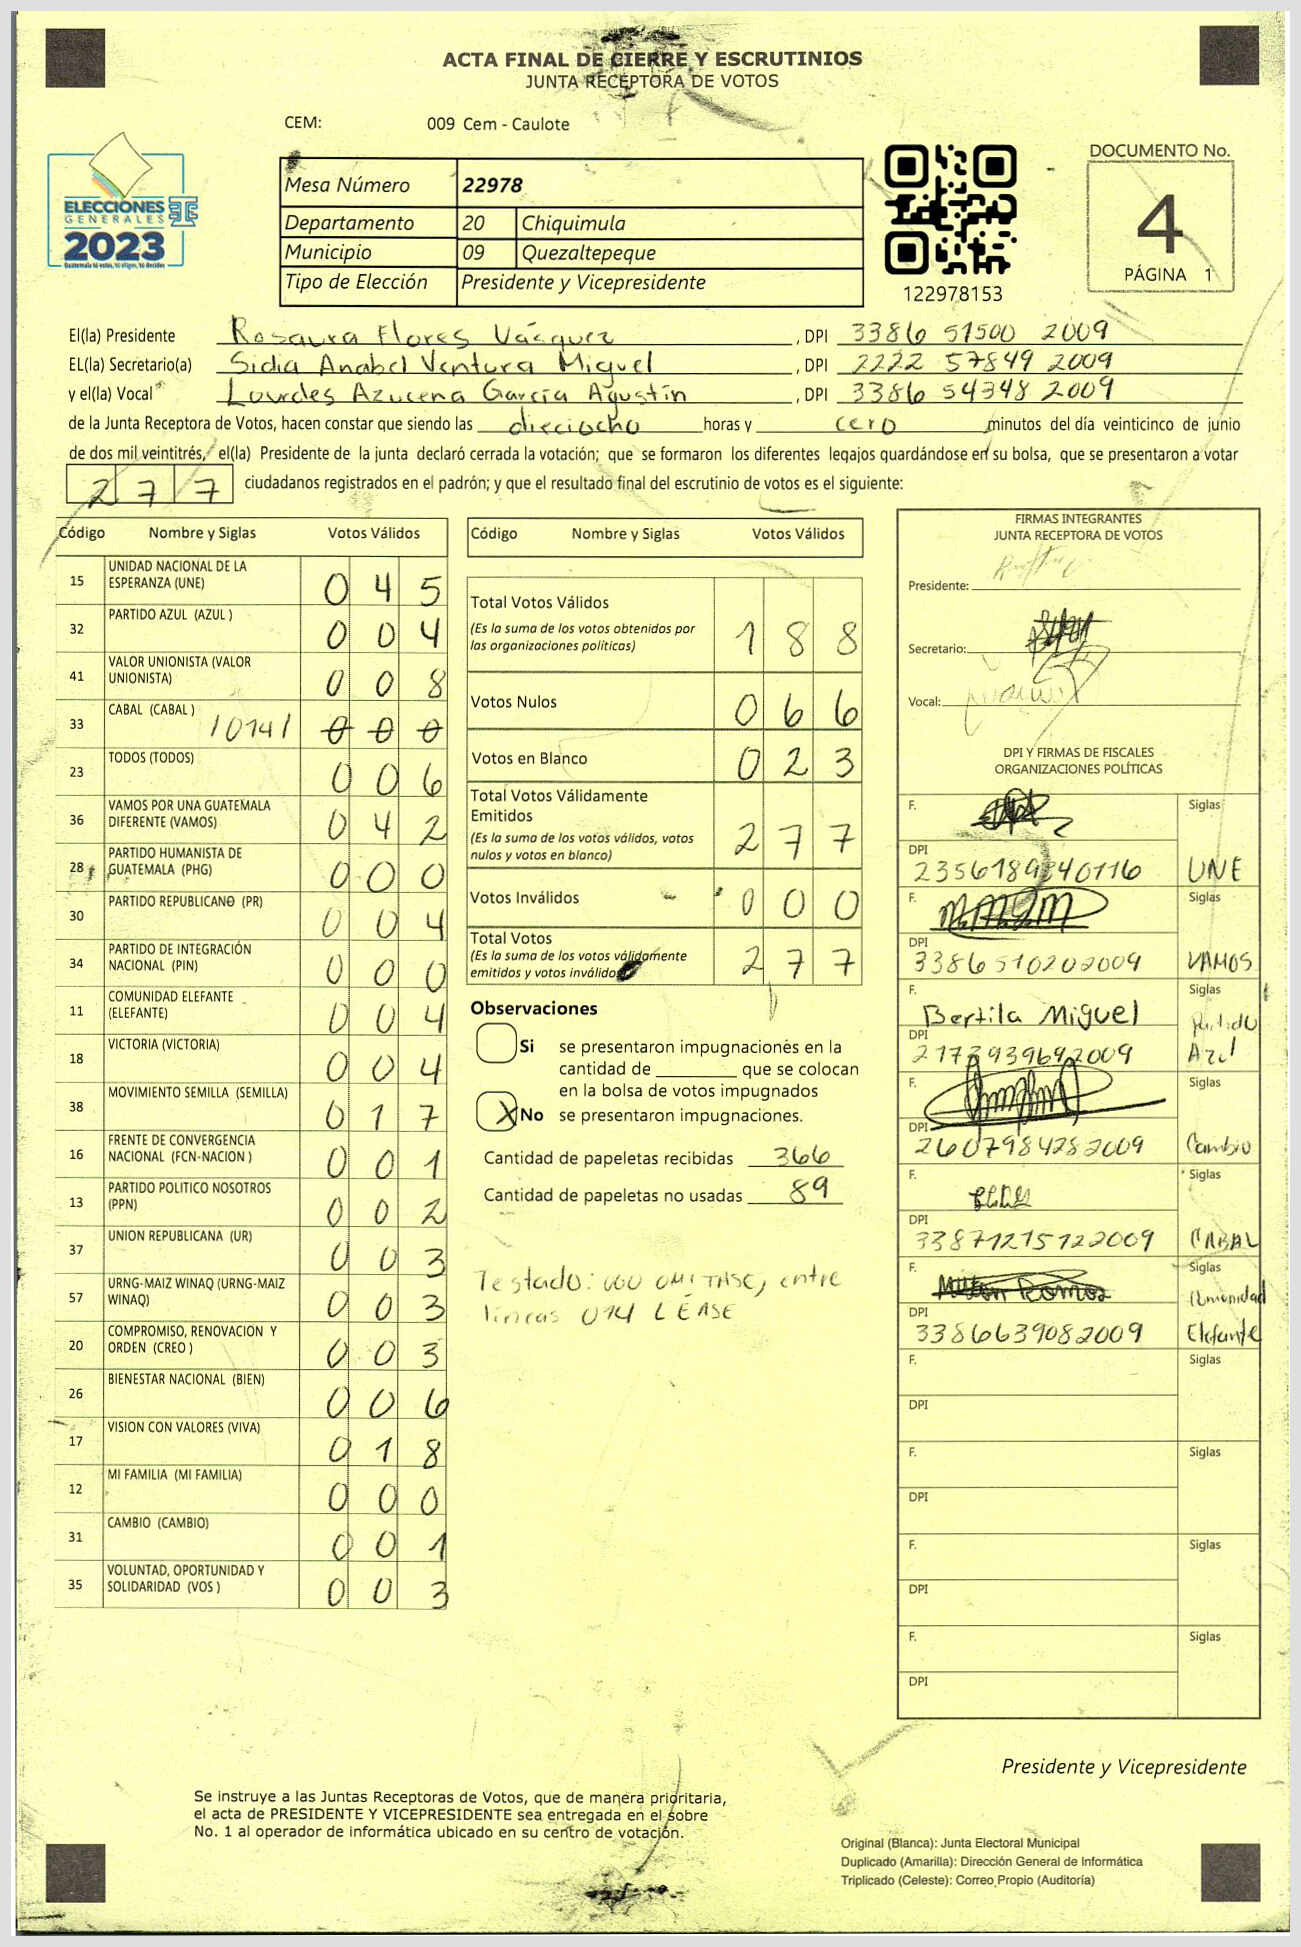 ACTA FINAL DE CIERRE Y ESCRUTINIOS
JUNTA RECEPTORA DE VOTOS
CEM: 009 Cem - Caulote
ELECCIONES
GENERALES
2023
Guatemala tú votas, tú eliges, tú decides
Mesa Número 22978
Departamento 20 Chiquimula
Municipio 09 Quezaltepeque
Tipo de Elección Presidente y Vicepresidente
122978153
DOCUMENTO No.
4
PÁGINA 1
El(la) Presidente Rosaura Flores Vásquez, DPI 3386 51500 2009
EL(la) Secretario(a) Sidia Anabel Ventura Miguel, DPI 2222 57849 2009
y el(la) Vocal Lourdes Azucena García Agustín, DPI 3386 54348 2009
de la Junta Receptora de Votos, hacen constar que siendo las dieciocho horas y cero minutos del día veinticinco de junio
de dos mil veintitrés, el(la) Presidente de la junta declaró cerrada la votación; que se formaron los diferentes legajos guardándose en su bolsa, que se presentaron a votar
277 ciudadanos registrados en el padrón; y que el resultado final del escrutinio de votos es el siguiente:
Código Nombre y Siglas Votos Válidos
15 UNIDAD NACIONAL DE LA
ESPERANZA (UNE) 0 4 5
32 PARTIDO AZUL (AZUL ) 0 0 4
41 VALOR UNIONISTA (VALOR
UNIONISTA) 0 0 8
33 CABAL (CABAL ) /014/ 0 0 0
23 TODOS (TODOS) 0 0 6
36 VAMOS POR UNA GUATEMALA
DIFERENTE (VAMOS) 0 4 2
28 PARTIDO HUMANISTA DE
GUATEMALA (PHG) 0 0 0
30 PARTIDO REPUBLICANO (PR) 0 0 4
34 PARTIDO DE INTEGRACIÓN
NACIONAL (PIN) 0 0 0
11 COMUNIDAD ELEFANTE
(ELEFANTE) 0 0 4
18 VICTORIA (VICTORIA) 0 0 4
38 MOVIMIENTO SEMILLA (SEMILLA) 0 1 7
16 FRENTE DE CONVERGENCIA
NACIONAL (FCN-NACION ) 0 0 1
13 PARTIDO POLITICO NOSOTROS
(PPN) 0 0 2
37 UNION REPUBLICANA (UR) 0 0 3
57 URNG-MAIZ WINAQ (URNG-MAIZ
WINAQ) 0 0 3
20 COMPROMISO, RENOVACION Y
ORDEN (CREO ) 0 0 3
26 BIENESTAR NACIONAL (BIEN) 0 0 6
17 VISION CON VALORES (VIVA) 0 1 8
12 MI FAMILIA (MI FAMILIA) 0 0 0
31 CAMBIO (CAMBIO) 0 0 1
35 VOLUNTAD, OPORTUNIDAD Y
SOLIDARIDAD (VOS ) 0 0 3
Código Nombre y Siglas Votos Válidos
Total Votos Válidos 1 8 8
(Es la suma de los votos obtenidos por
las organizaciones políticas)
Votos Nulos 0 6 6
Votos en Blanco 0 2 3
Total Votos Válidamente
Emitidos 2 7 7
(Es la suma de los votos válidos, votos
nulos y votos en blanco)
Votos Inválidos 0 0 0
Total Votos 2 7 7
(Es la suma de los votos válidamente
emitidos y votos inválidos)
Observaciones
Si se presentaron impugnaciones en la
cantidad de ________ que se colocan
en la bolsa de votos impugnados
X No se presentaron impugnaciones.
Cantidad de papeletas recibidas 366
Cantidad de papeletas no usadas 89
Testado: 000 OMITASE, entre
lineas 014 LÉASE
FIRMAS INTEGRANTES
JUNTA RECEPTORA DE VOTOS
Presidente:
Secretario:
Vocal:
DPI Y FIRMAS DE FISCALES
ORGANIZACIONES POLÍTICAS
F. Siglas
DPI
2356189340116 UNE
F. Siglas
DPI
3386510202009 VAMOS
F. Siglas
Bertila Miguel Partido
DPI
2173939692009 Azul
F. Siglas
DPI
2607984282009 Cambio
F. Siglas
DPI
3387121512 2009 CABAL
F. Siglas
Milton Ramos Comunidad
DPI
3386639082009 Elefante
F. Siglas
DPI
F. Siglas
DPI
F. Siglas
DPI
F. Siglas
DPI
Presidente y Vicepresidente
Se instruye a las Juntas Receptoras de Votos, que de manera prioritaria,
el acta de PRESIDENTE Y VICEPRESIDENTE sea entregada en el sobre
No. 1 al operador de informática ubicado en su centro de votación.
Original (Blanca): Junta Electoral Municipal
Duplicado (Amarilla): Dirección General de Informática
Triplicado (Celeste): Correo Propio (Auditoría)